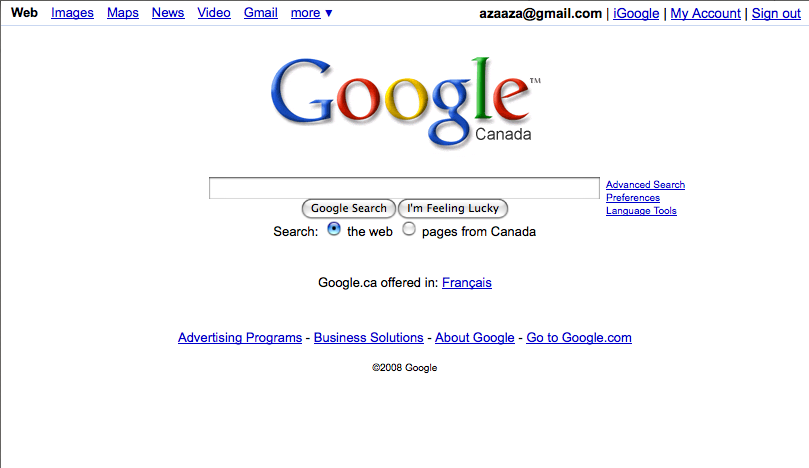 Web Images Maps News Video Gmail more ▼ azaaza@gmail.com | iGoogle | My Account | Sign out
Google™
Canada
Advanced Search
Preferences
Language Tools
Google Search I'm Feeling Lucky
Search: the web pages from Canada
Google.ca offered in: Français
Advertising Programs - Business Solutions - About Google - Go to Google.com
©2008 Google